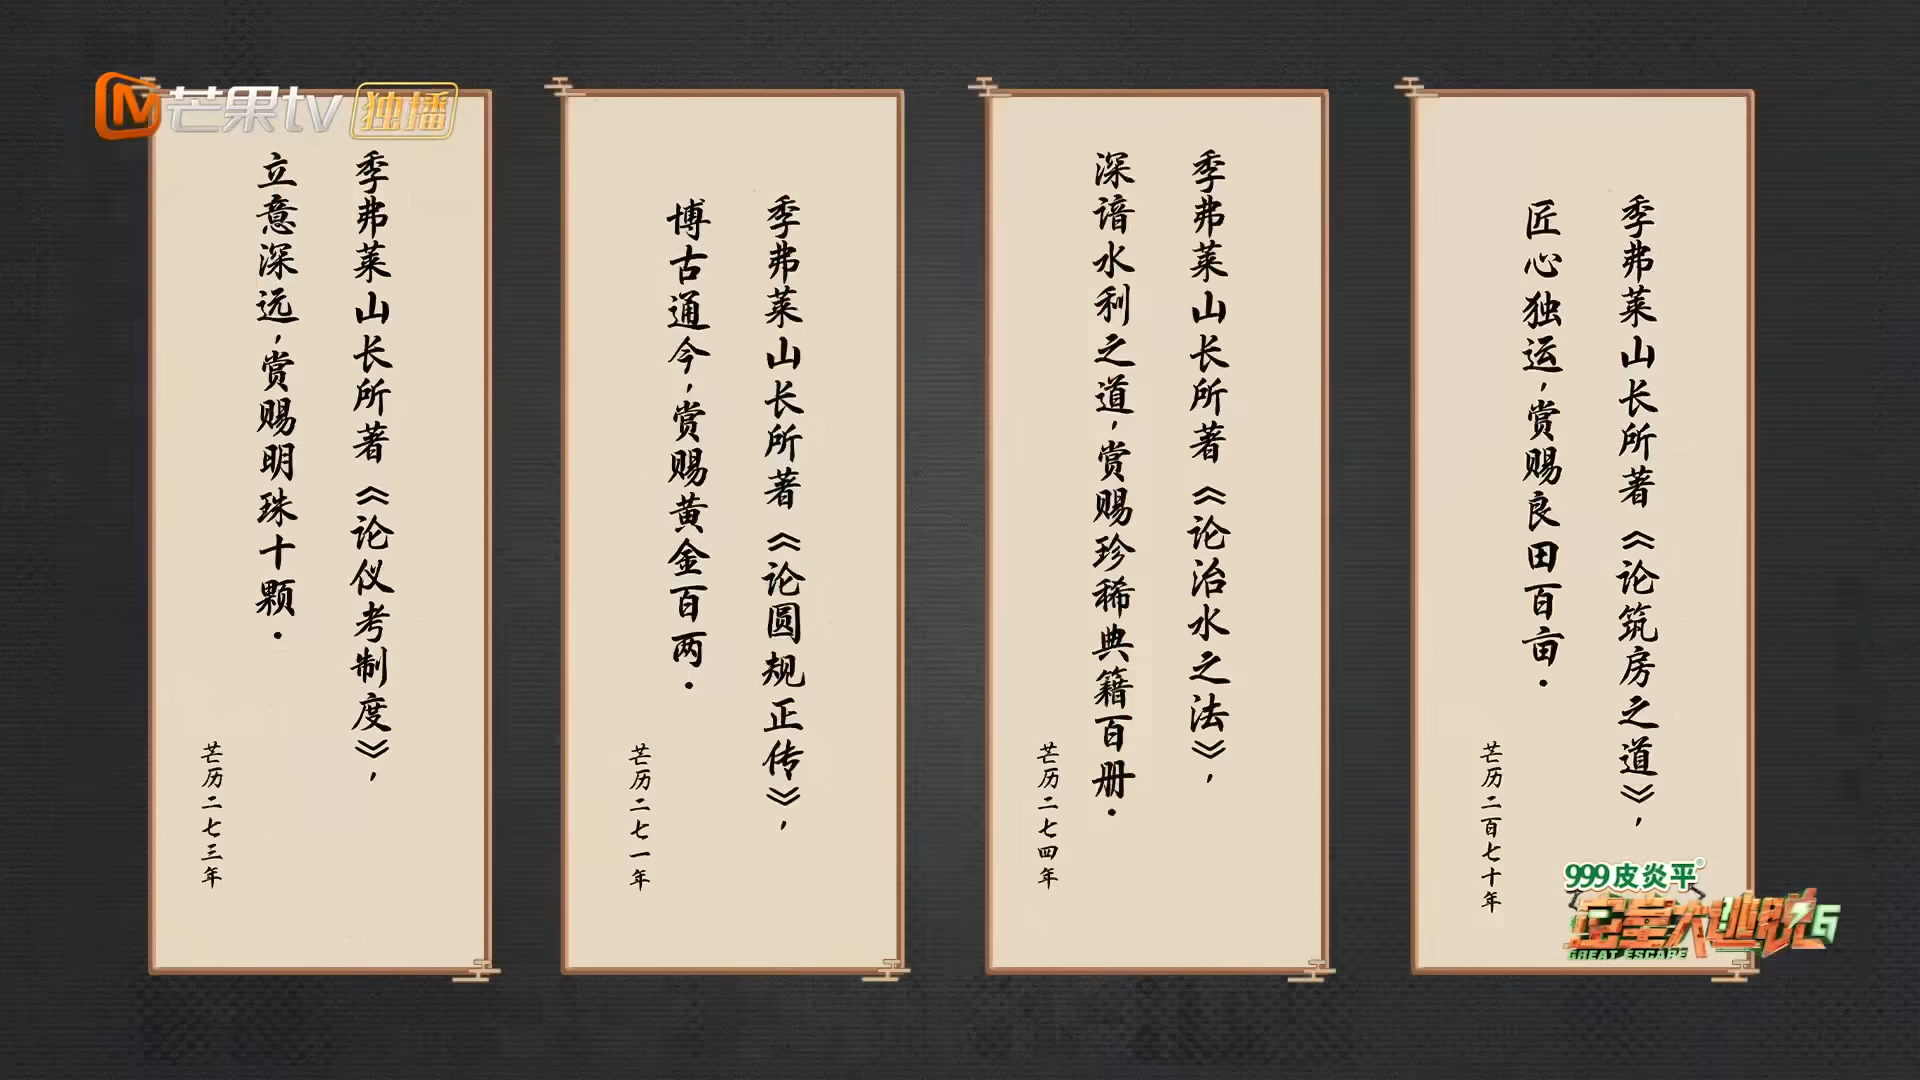 芒果tv 独播
季弗莱山长所著《论仪考制度》，
立意深远，赏赐明珠十颗．
芒历二七三年
季弗莱山长所著《论圆规正传》，
博古通今，赏赐黄金百两．
芒历二七一年
季弗莱山长所著《论治水之法》，
深谙水利之道，赏赐珍稀典籍百册．
芒历二七四年
季弗莱山长所著《论筑房之道》，
匠心独运，赏赐良田百亩．
芒历二百七十年
999皮炎平®
密室大逃脱6
GREAT ESCAPE